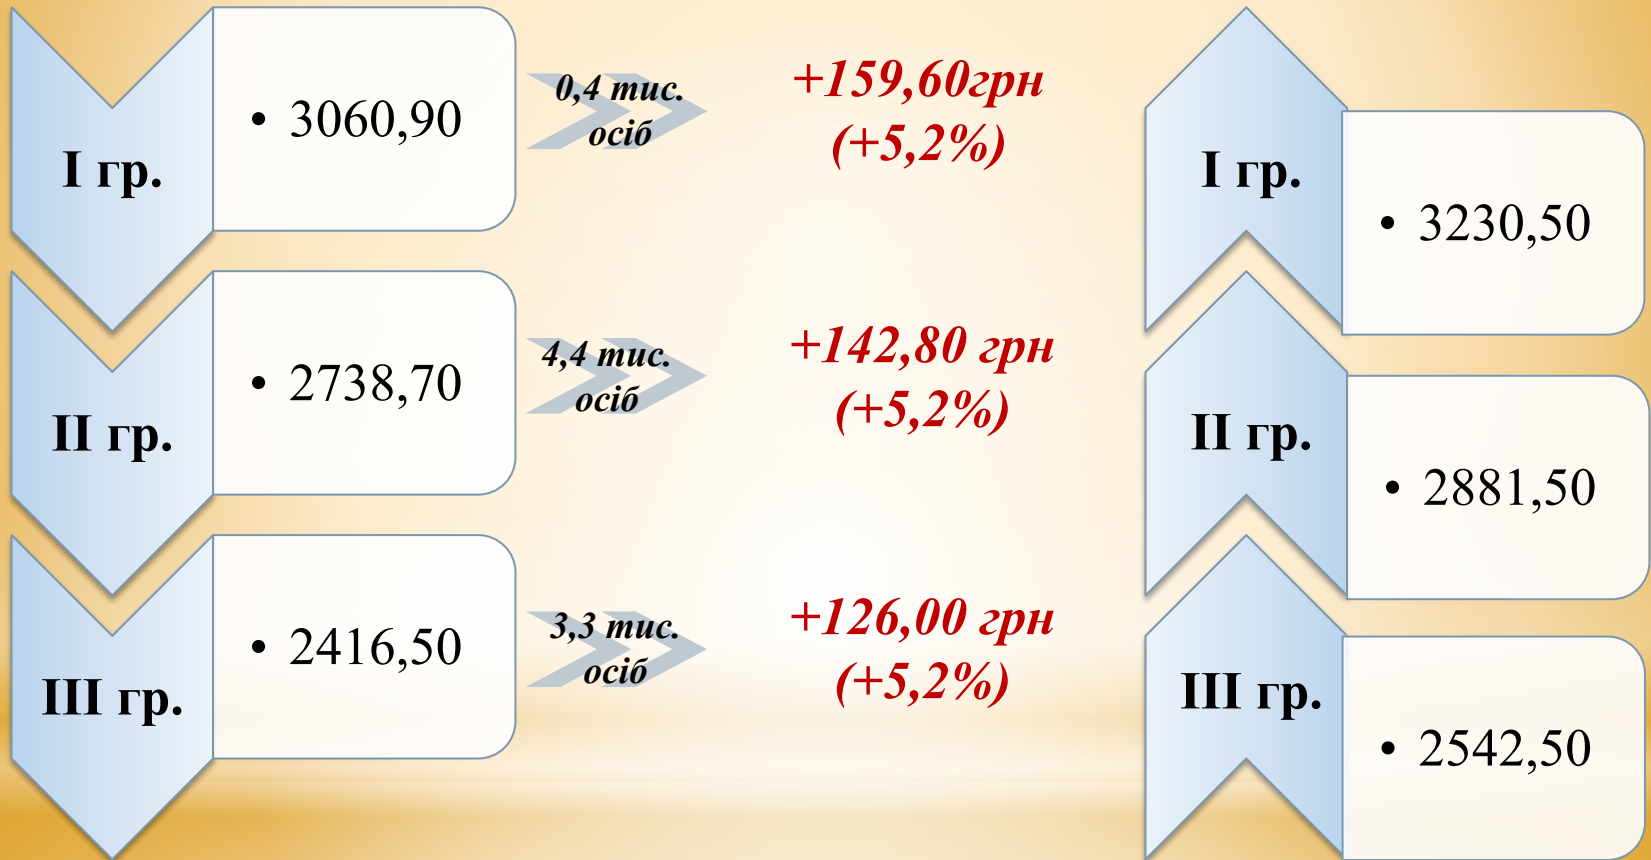 I гр.
• 3060,90
0,4 тис.
осіб
+159,60грн
(+5,2%)
I гр.
• 3230,50
II гр.
• 2738,70
4,4 тис.
осіб
+142,80 грн
(+5,2%)
II гр.
• 2881,50
III гр.
• 2416,50
3,3 тис.
осіб
+126,00 грн
(+5,2%)
III гр.
• 2542,50